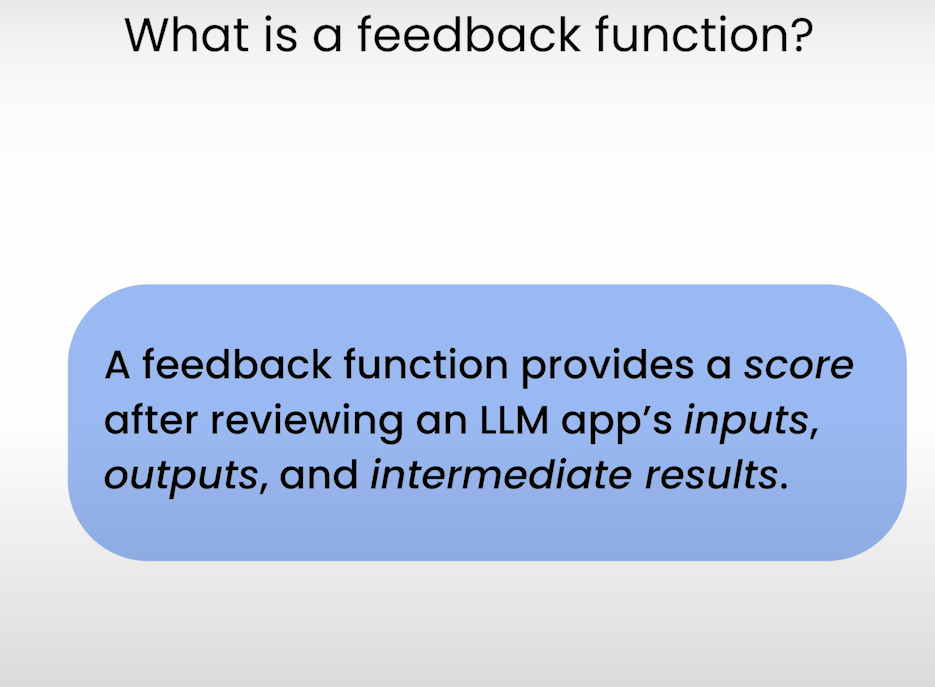 What is a feedback function?
A feedback function provides a score
after reviewing an LLM app’s inputs,
outputs, and intermediate results.